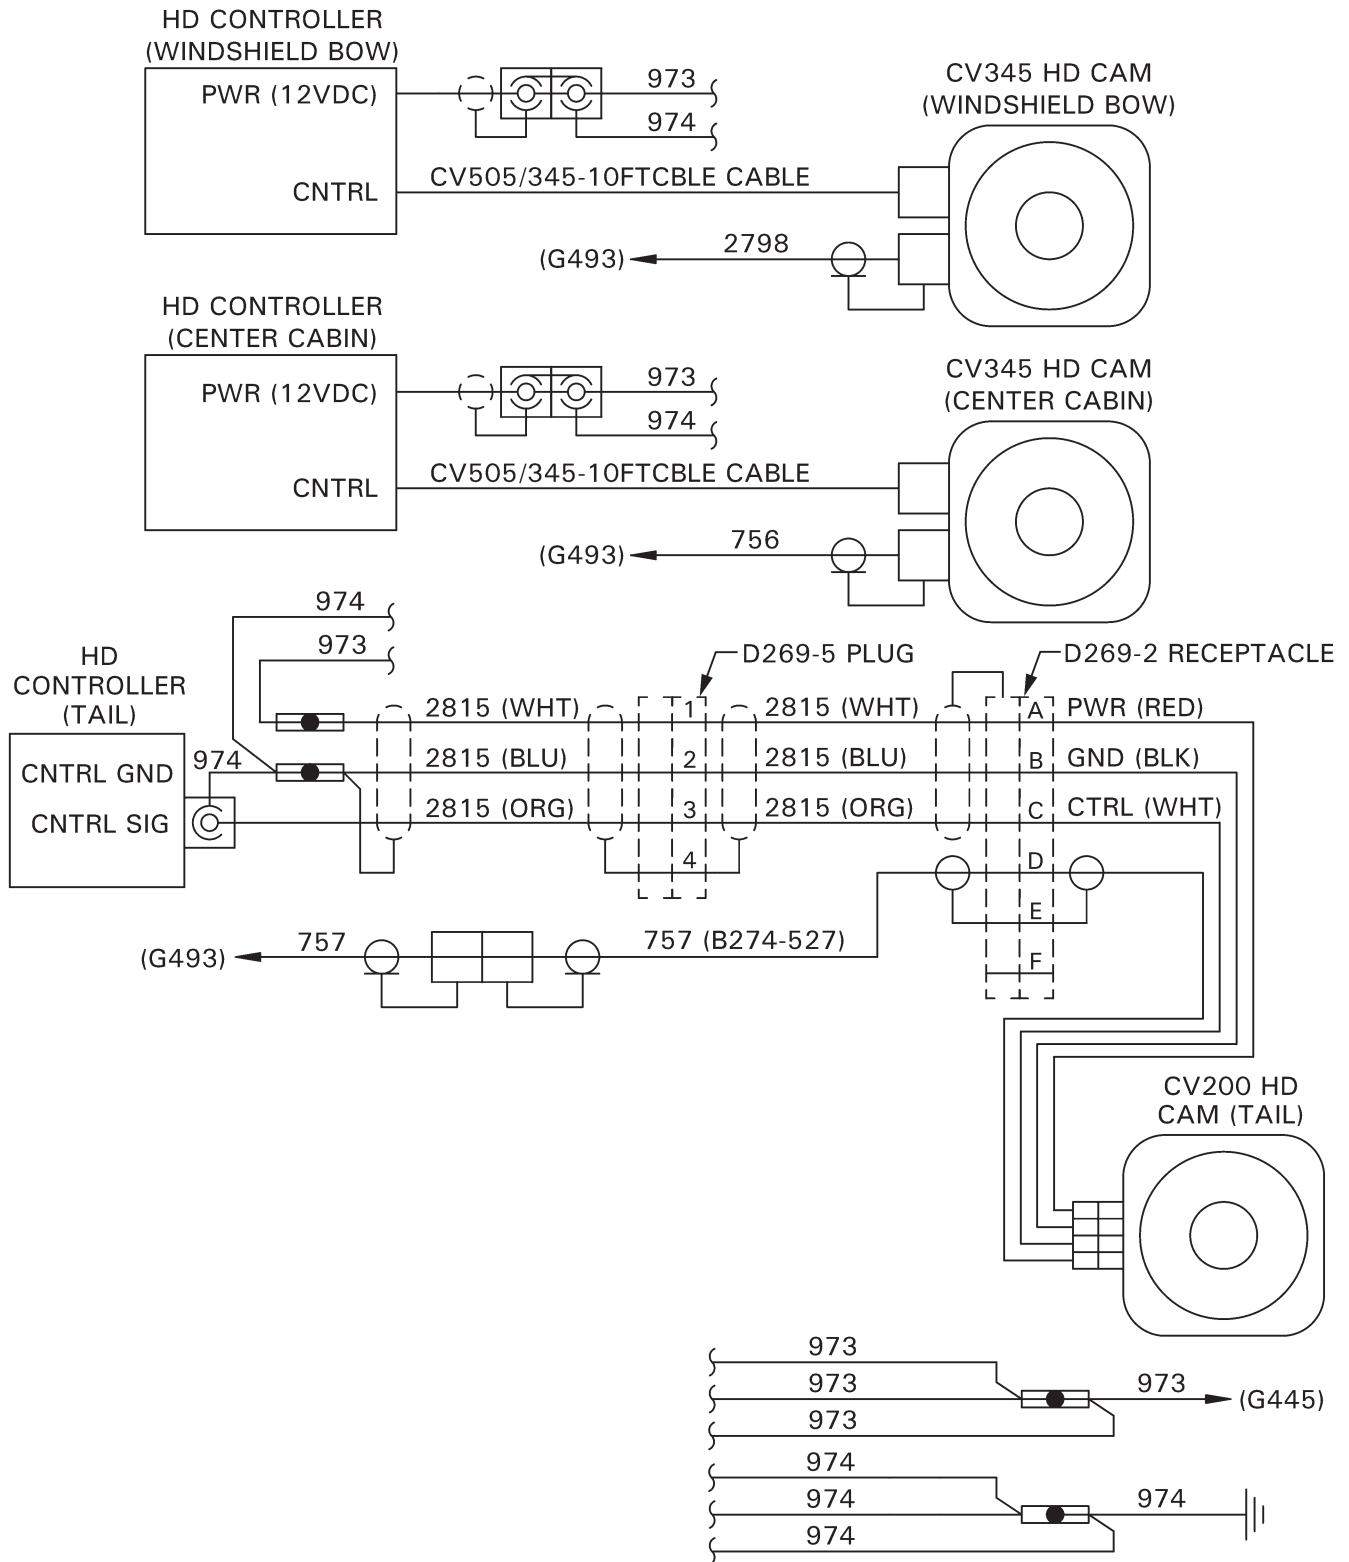 HD CONTROLLER
(WINDSHIELD BOW)
PWR (12VDC)
CNTRL
973
974
CV505/345-10FTCBLE CABLE
CV345 HD CAM
(WINDSHIELD BOW)
(G493)
2798
HD CONTROLLER
(CENTER CABIN)
PWR (12VDC)
CNTRL
973
974
CV505/345-10FTCBLE CABLE
CV345 HD CAM
(CENTER CABIN)
(G493)
756
974
973
HD
CONTROLLER
(TAIL)
CNTRL GND
CNTRL SIG
974
D269-5 PLUG
D269-2 RECEPTACLE
2815 (WHT)
1
2815 (WHT)
A
PWR (RED)
2815 (BLU)
2
2815 (BLU)
B
GND (BLK)
2815 (ORG)
3
2815 (ORG)
C
CTRL (WHT)
4
D
E
F
(G493)
757
757 (B274-527)
CV200 HD
CAM (TAIL)
973
973
973
973
(G445)
974
974
974
974